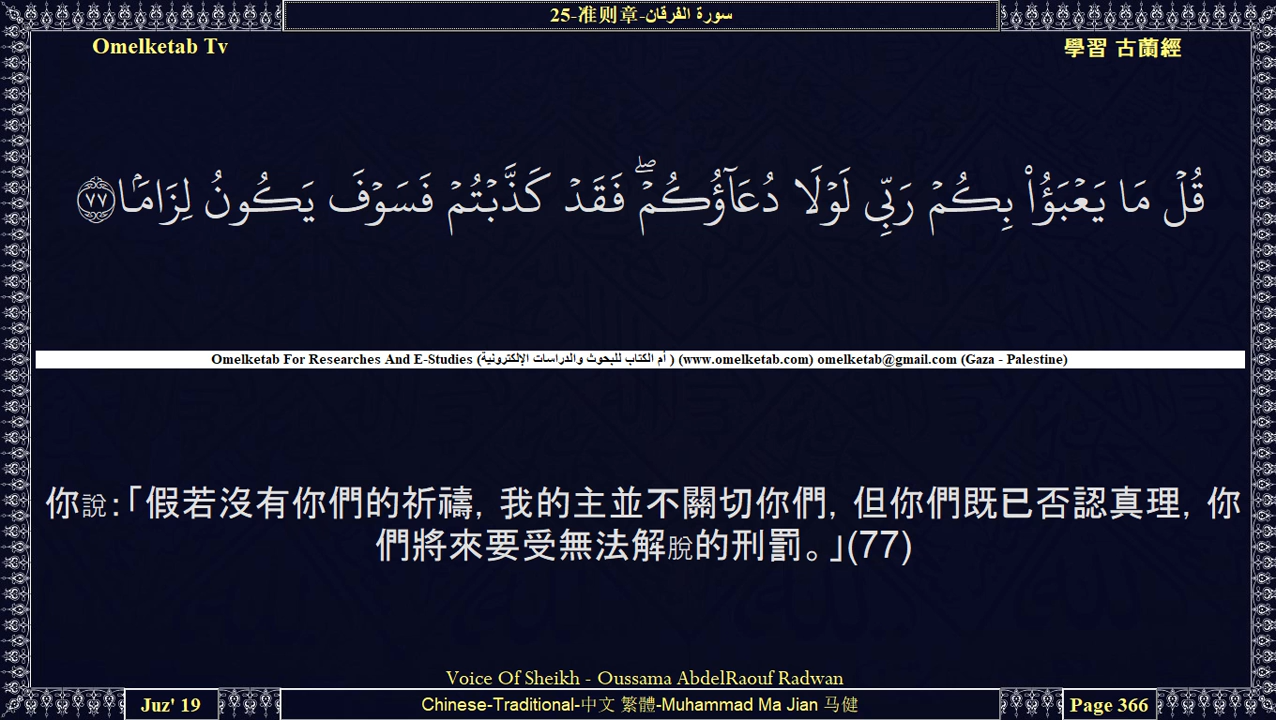 25-准则章-سورة الفرقان
Omelketab Tv
學習 古蘭經
قُلۡ مَا يَعۡبَؤُاْ بِكُمۡ رَبِّي لَوۡلَا دُعَآؤُكُمۡۖ فَقَدۡ كَذَّبۡتُمۡ فَسَوۡفَ يَكُونُ لِزَامَۢا ٧٧
Omelketab For Researches And E-Studies (أم الكتاب للبحوث والدراسات الإلكترونية ) (www.omelketab.com) omelketab@gmail.com (Gaza - Palestine)
你說:「假若沒有你們的祈禱, 我的主並不關切你們, 但你們既已否認真理, 你
們將來要受無法解脫的刑罰。」(77)
Voice Of Sheikh - Oussama AbdelRaouf Radwan
Juz' 19
Chinese-Traditional-中文 繁體-Muhammad Ma Jian 马健
Page 366